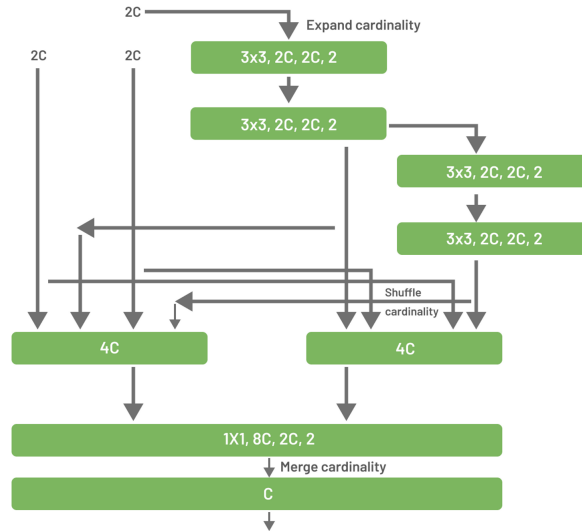 2C
Expand cardinality
2C
2C
3x3, 2C, 2C, 2
3x3, 2C, 2C, 2
3x3, 2C, 2C, 2
3x3, 2C, 2C, 2
Shuffle
cardinality
4C
4C
1X1, 8C, 2C, 2
Merge cardinality
C